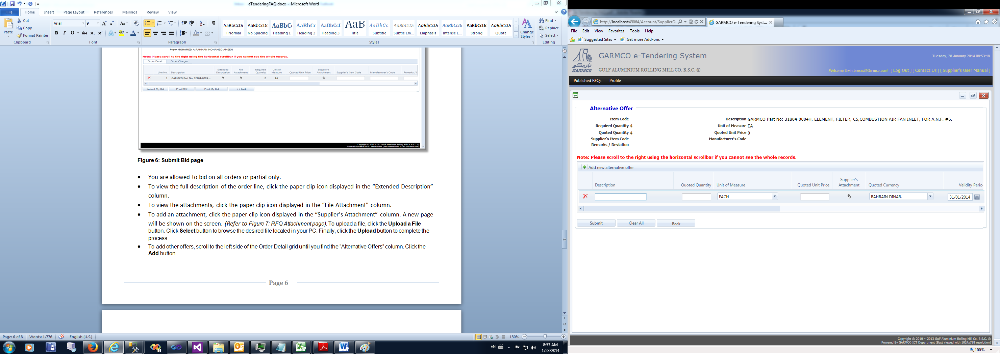 eTenderingFAQ.docx - Microsoft Word
File Home Insert Page Layout References Mailings Review View
Paste
Cut
Copy
Format Painter
Arial 9
Find
Replace
Select
Change Styles
AaBbCcDc AaBbCcDc AaBbCc AaBbCc AaBbCcI AaB AaBbCc. AaBbCcDc AaBbCcDc AaBbCcDc AaBbCcDc AaBbCcDc
¶ Normal No Spacing Heading 1 Heading 2 Heading 3 Title Subtitle Subtle Em... Emphasis Intense E... Strong Quote
Clipboard Font Paragraph Styles Editing
Buyer MOHAMED A.RAHMAN MOHAMED AMEEN
Note: Please scroll to the right using the horizontal scrollbar if you cannot see the whole records.
Order Detail Other Charges
Line No. Description Extended Description File Attachment Required Quantity Unit of Measure Quoted Unit Price Supplier's Attachment Supplier's Item Code Manufacturer's Code Remarks / I
1 GARMCO Part No: 32104-0009,... 2 EA
Submit My Bid Print RFQ Print My Bid << Back
Copyright © 2010 ~ 2013 Gulf Aluminium Rolling Mill Co. B.S.C. ©
Powered By GARMCO ICT Department (Best viewed with 1024x768 resolution)
Figure 6: Submit Bid page
• You are allowed to bid on all orders or partial only.
• To view the full description of the order line, click the paper clip icon displayed in the “Extended Description”
column.
• To view the attachments, click the paper clip icon displayed in the “File Attachment” column.
• To add an attachment, click the paper clip icon displayed in the “Supplier’s Attachment” column. A new page
will be shown on the screen. (Refer to Figure 7: RFQ Attachment page). To upload a file, click the Upload a File
button. Click Select button to browse the desired file located in your PC. Finally, click the Upload button to complete the
process.
• To add other offers, scroll to the left side of the Order Detail grid until you find the “Alternative Offers” column. Click the
Add button
Page 6
Page: 6 of 8 Words: 1/776 English (U.S.) 130%
EN
8:53 AM
1/28/2014
http://localhost:49064/Account/SupplierO
GARMCO e-Tendering Syst...
File Edit View Favorites Tools Help
Suggested Sites Get more Add-ons
جارمكو
GARMCO
GARMCO e-Tendering System
GULF ALUMINIUM ROLLING MILL CO. B.S.C. ©
Tuesday, 28 January 2014 08:53:18
Welcome Ervin.brosas@Garmco.com! [ Log Out ] [ Contact Us ] [ Supplier's User Manual ]
Published RFQs Profile
Alternative Offer
Item Code Description GARMCO Part No: 31804-0004H, ELEMENT, FILTER, C5,COMBUSTION AIR FAN INLET, FOR A.N.F. #6.
Required Quantity 4 Unit of Measure EA
Quoted Quantity 4 Quoted Unit Price 0
Supplier's Item Code Manufacturer's Code
Remarks / Deviation
Note: Please scroll to the right using the horizontal scrollbar if you cannot see the whole records.
Add new alternative offer
Description Quoted Quantity Unit of Measure Quoted Unit Price Supplier's Attachment Quoted Currency Validity Perio
EACH BAHRAIN DINAR. 31/01/2014
Submit Clear All Back
Copyright © 2010 ~ 2013 Gulf Aluminium Rolling Mill Co. B.S.C. ©
Powered By GARMCO ICT Department (Best viewed with 1024x768 resolution)
100%